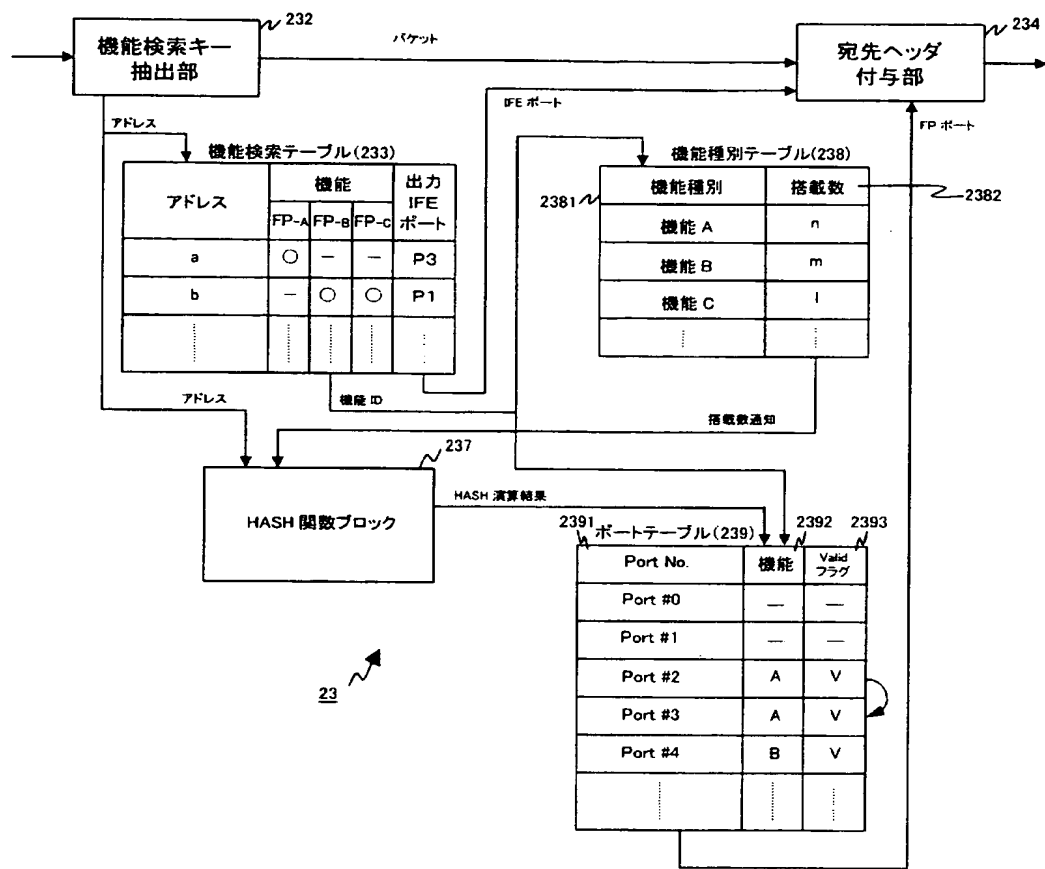 232
機能検索キー
抽出部
パケット
234
宛先ヘッダ
付与部
アドレス
IFE ポート
FP ポート
機能検索テーブル(233)
アドレス
機能
出力
IFE
ポート
FP-A FP-B FP-C
a ○ — — P3
b — ○ ○ P1
機能種別テーブル(238)
2381
機能種別 搭載数
2382
機能 A n
機能 B m
機能 C l
アドレス
機能 ID
搭載数通知
237
HASH 関数ブロック
HASH 演算結果
2391
ポートテーブル(239)
2392
2393
Port No. 機能 Valid
フラグ
Port #0 — —
Port #1 — —
Port #2 A V
Port #3 A V
Port #4 B V
23